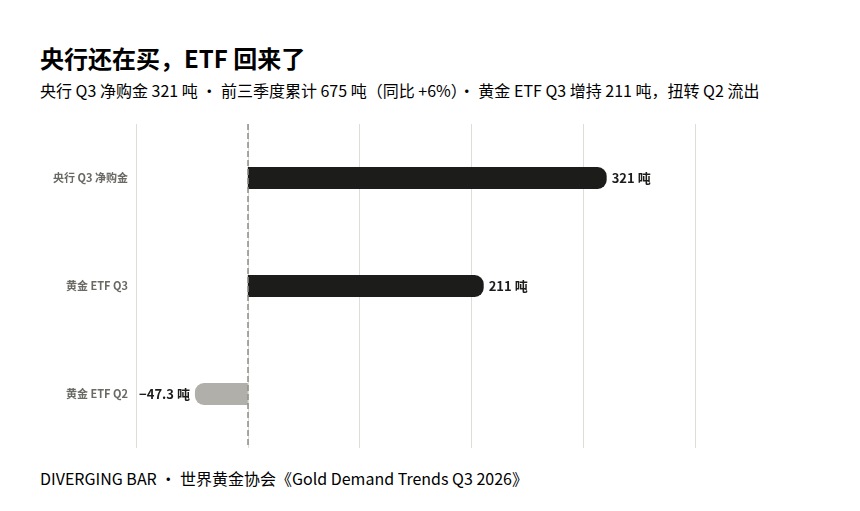 央行还在买，ETF 回来了
央行 Q3 净购金 321 吨 · 前三季度累计 675 吨（同比 +6%）· 黄金 ETF Q3 增持 211 吨，扭转 Q2 流出
央行 Q3 净购金
321 吨
黄金 ETF Q3
211 吨
黄金 ETF Q2
−47.3 吨
DIVERGING BAR · 世界黄金协会《Gold Demand Trends Q3 2026》